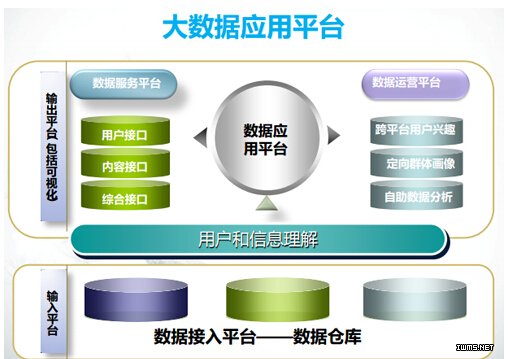 大数据应用平台
输出平台 包括可视化
数据服务平台
用户接口
内容接口
综合接口
数据应
用平台
数据运营平台
跨平台用户兴趣
定向群体画像
自助数据分析
用户和信息理解
输入平台
数据接入平台——数据仓库
IWMS.NET